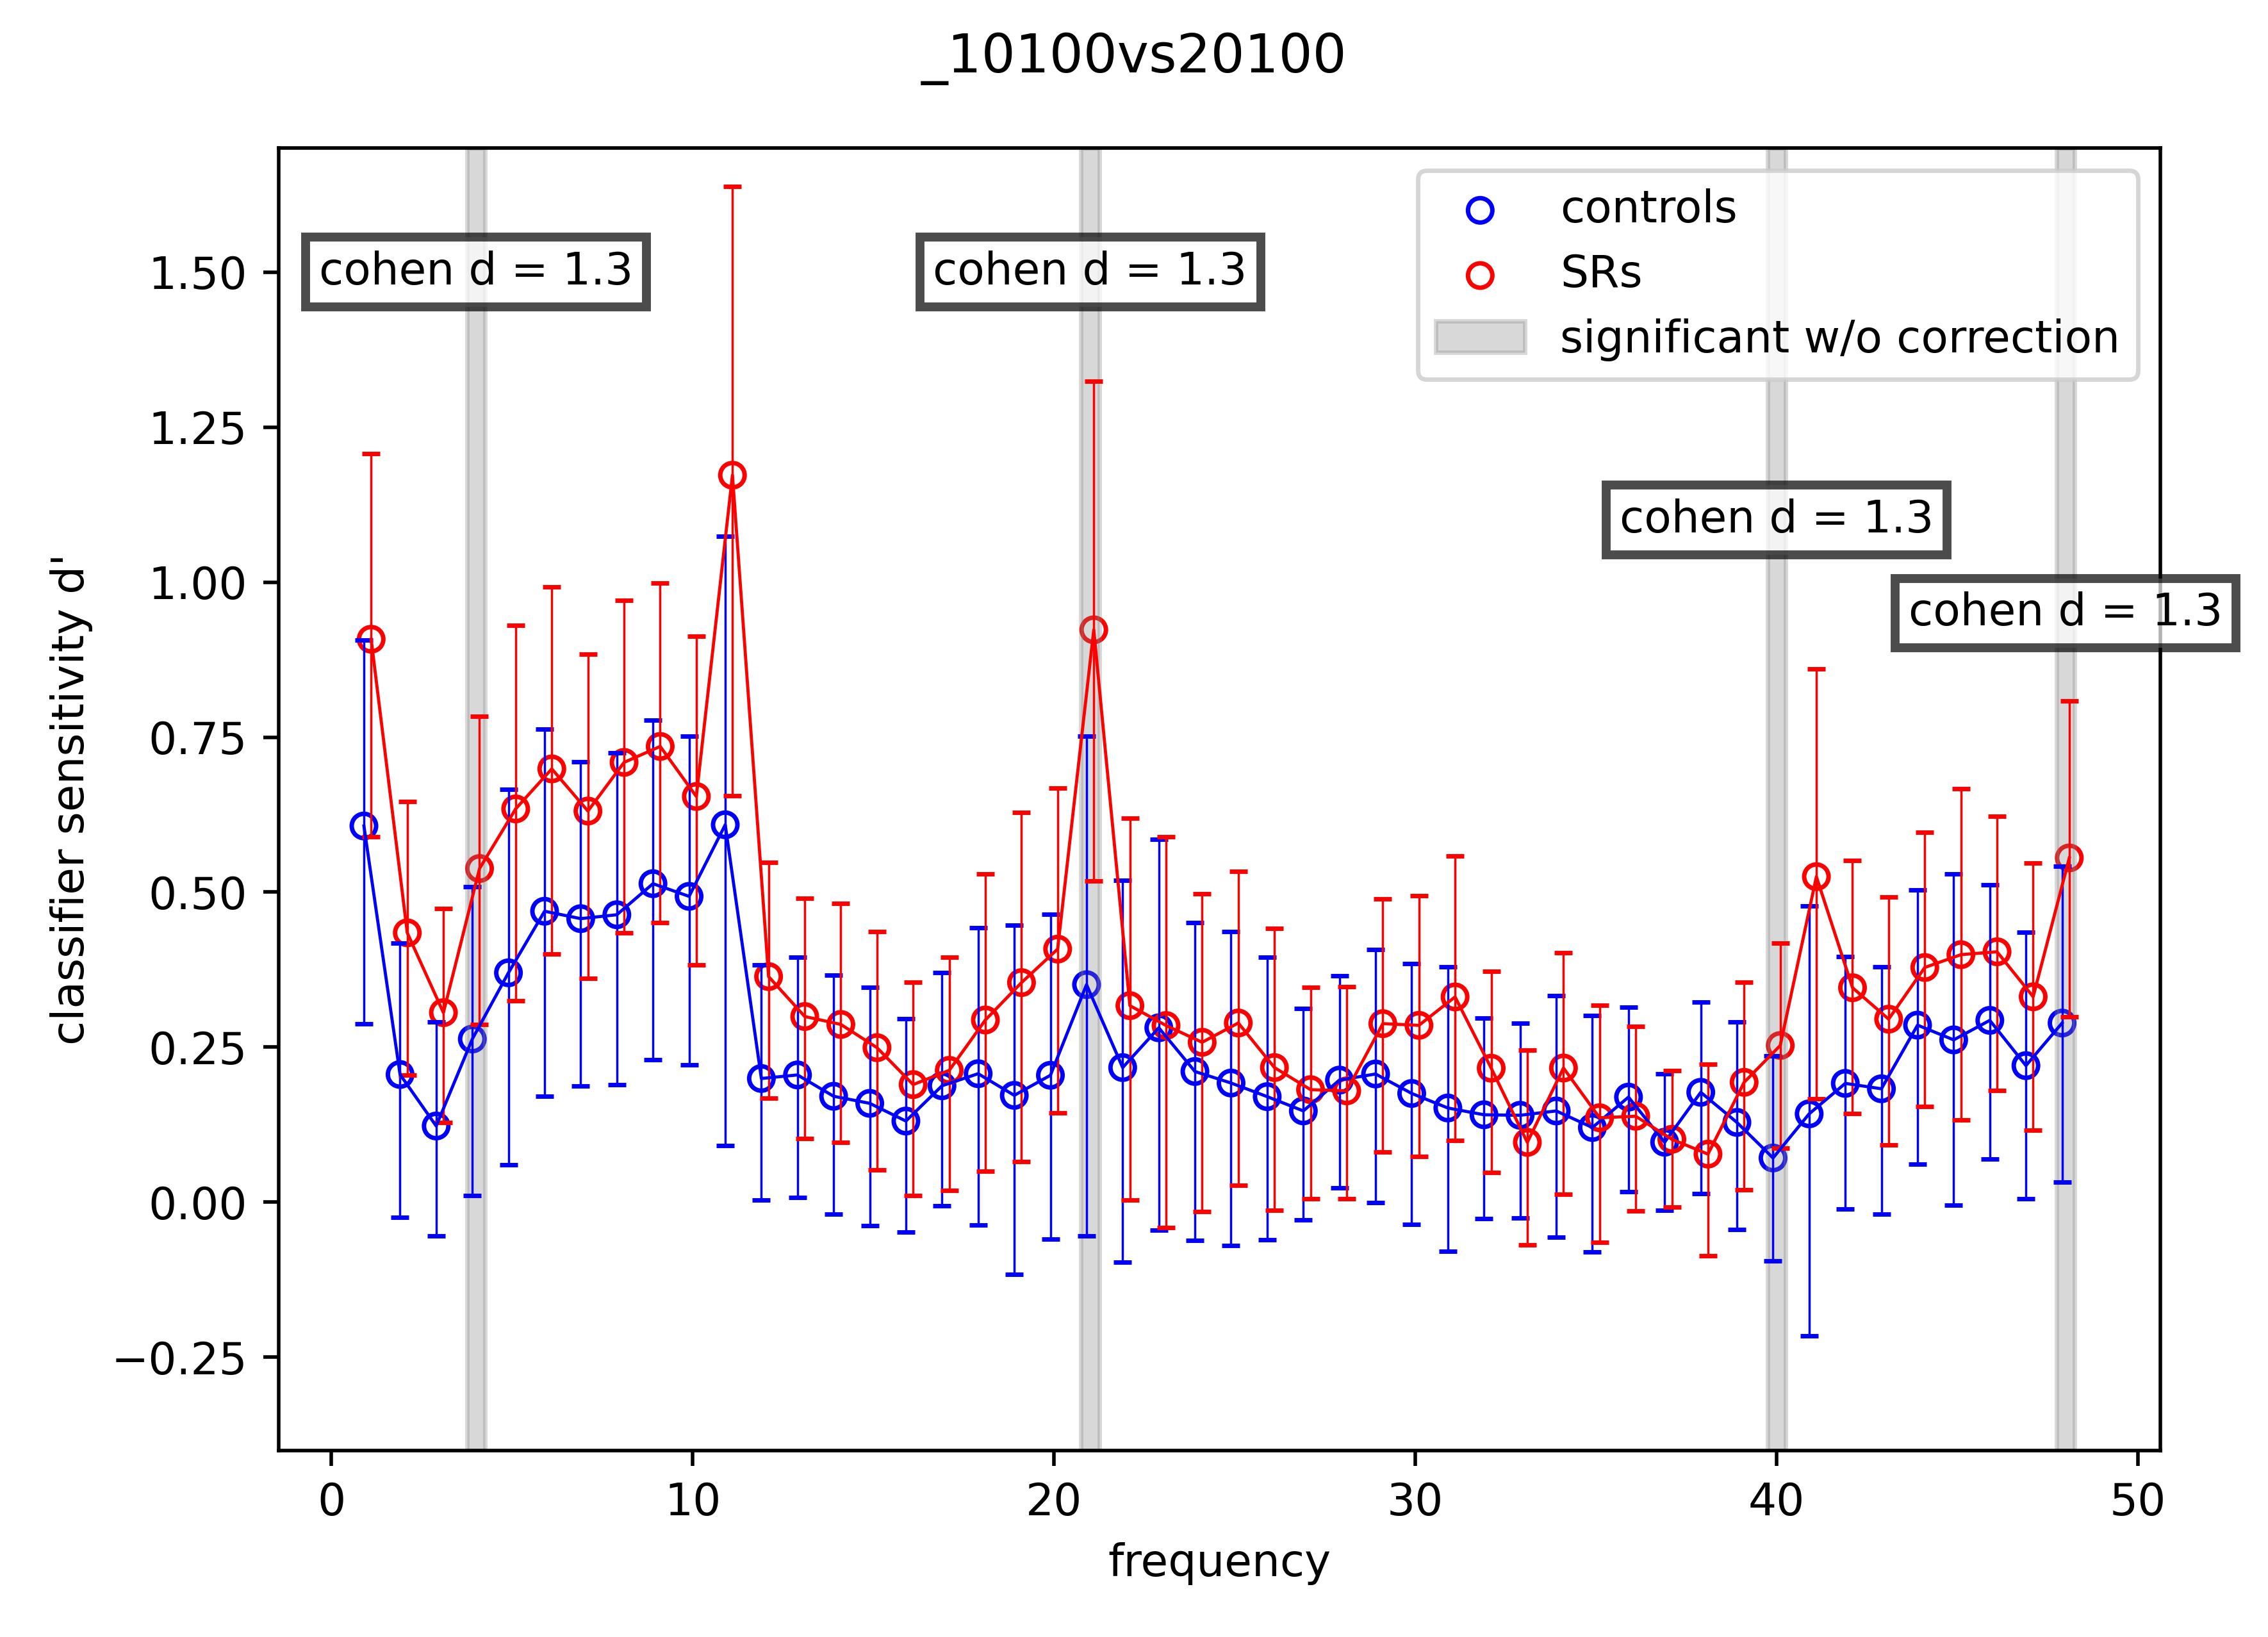 _10100vs20100
cohen d = 1.3
cohen d = 1.3
controls
SRs
significant w/o correction
cohen d = 1.3
cohen d = 1.3
classifier sensitivity d'
1.50
1.25
1.00
0.75
0.50
0.25
0.00
−0.25
0 10 20 30 40 50
frequency